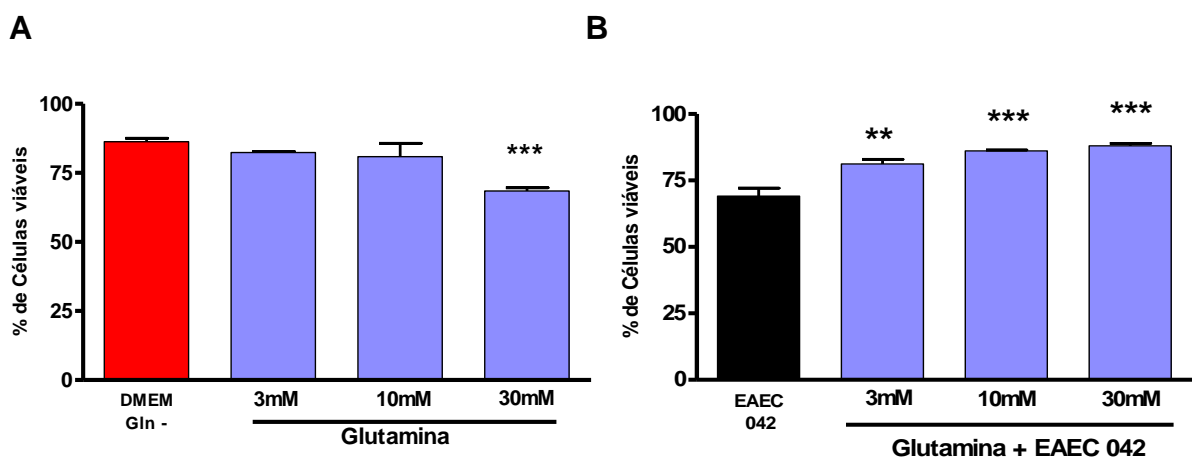 A
% de Células viáveis
100
75
50
25
0
***
DMEM
Gln -
3mM
10mM
30mM
Glutamina
B
% de Células viáveis
100
75
50
25
0
**
***
***
EAEC
042
3mM
10mM
30mM
Glutamina + EAEC 042